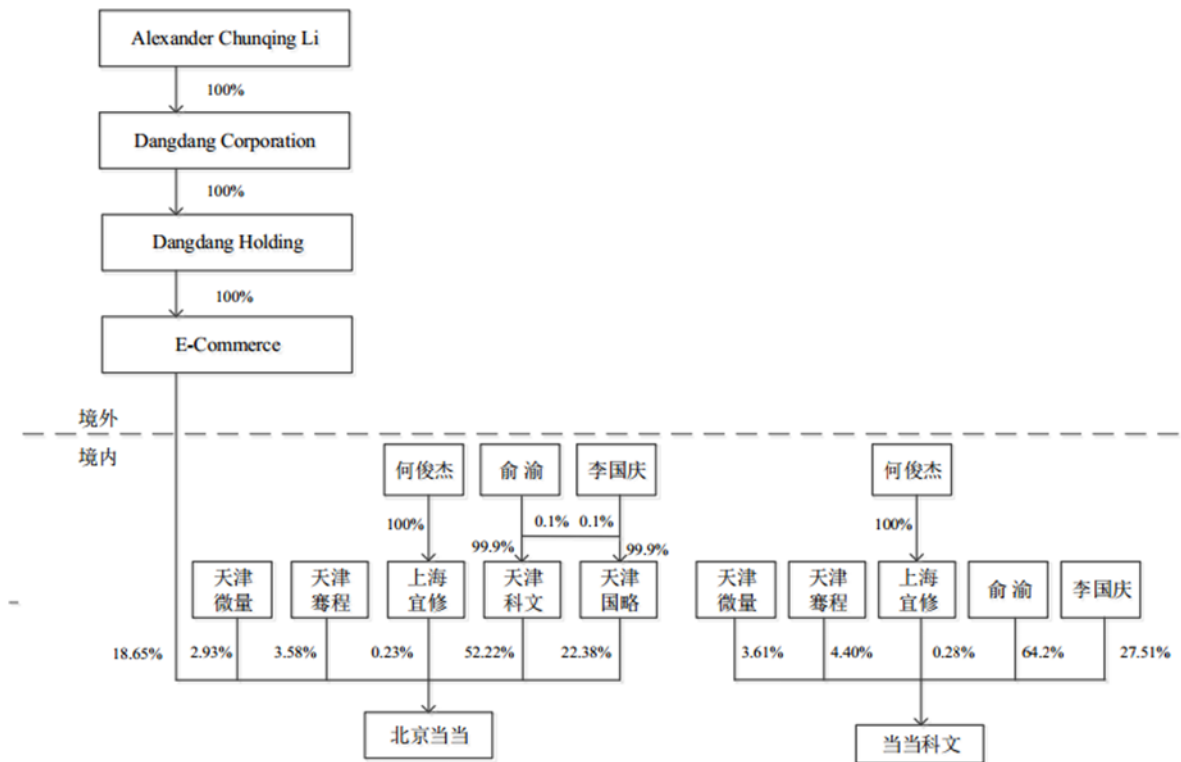 Alexander Chunqing Li
100%
Dangdang Corporation
100%
Dangdang Holding
100%
E-Commerce
境外
境内
何俊杰
俞 渝
李国庆
何俊杰
100%
0.1%
0.1%
100%
99.9%
99.9%
天津
微量
天津
骞程
上海
宜修
天津
科文
天津
国略
天津
微量
天津
骞程
上海
宜修
俞 渝
李国庆
18.65%
2.93%
3.58%
0.23%
52.22%
22.38%
3.61%
4.40%
0.28%
64.2%
27.51%
北京当当
当当科文